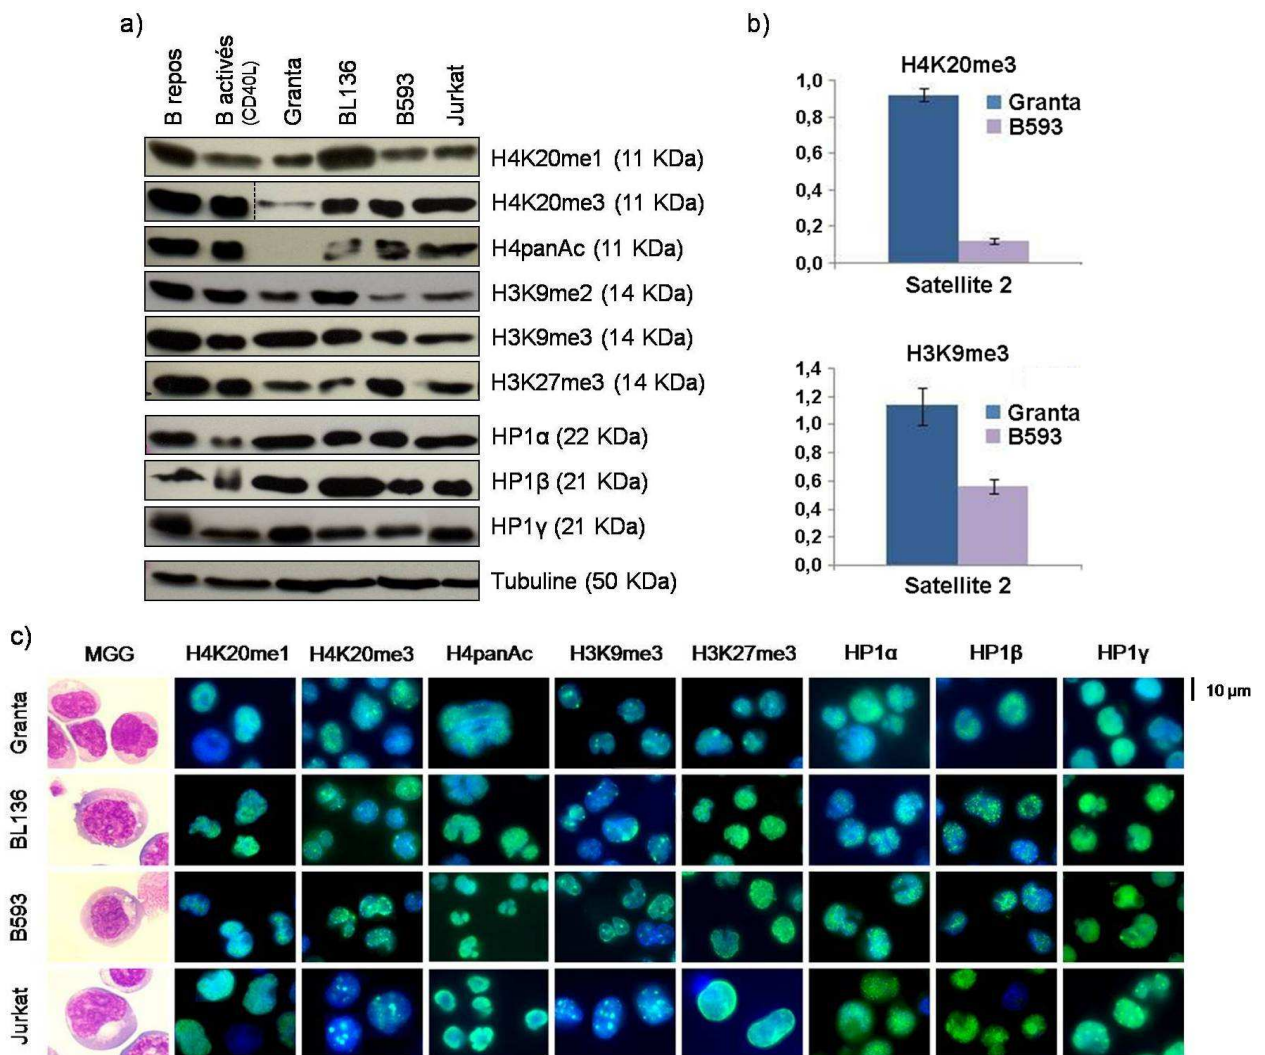 a)
B repos
B activés
(CD40L)
Granta
BL136
B593
Jurkat
H4K20me1 (11 KDa)
H4K20me3 (11 KDa)
H4panAc (11 KDa)
H3K9me2 (14 KDa)
H3K9me3 (14 KDa)
H3K27me3 (14 KDa)
HP1α (22 KDa)
HP1β (21 KDa)
HP1γ (21 KDa)
Tubuline (50 KDa)
b)
H4K20me3
1,0
0,8
0,6
0,4
0,2
0,0
Granta
B593
Satellite 2
H3K9me3
1,4
1,2
1,0
0,8
0,6
0,4
0,2
0,0
Granta
B593
Satellite 2
c)
MGG H4K20me1 H4K20me3 H4panAc H3K9me3 H3K27me3 HP1α HP1β HP1γ
10 µm
Granta
BL136
B593
Jurkat